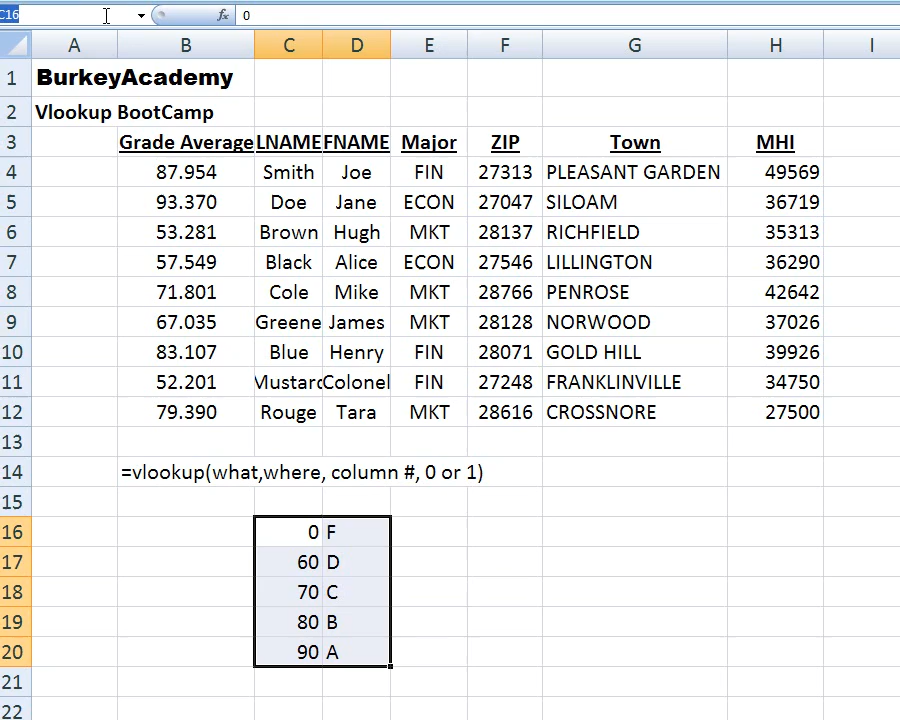 C16 fx 0
A B C D E F G H I
1 BurkeyAcademy
2 Vlookup BootCamp
3 Grade Average LNAME FNAME Major ZIP Town MHI
4 87.954 Smith Joe FIN 27313 PLEASANT GARDEN 49569
5 93.370 Doe Jane ECON 27047 SILOAM 36719
6 53.281 Brown Hugh MKT 28137 RICHFIELD 35313
7 57.549 Black Alice ECON 27546 LILLINGTON 36290
8 71.801 Cole Mike MKT 28766 PENROSE 42642
9 67.035 Greene James MKT 28128 NORWOOD 37026
10 83.107 Blue Henry FIN 28071 GOLD HILL 39926
11 52.201 Mustard Colonel FIN 27248 FRANKLINVILLE 34750
12 79.390 Rouge Tara MKT 28616 CROSSNORE 27500
13
14 =vlookup(what,where, column #, 0 or 1)
15
16 0 F
17 60 D
18 70 C
19 80 B
20 90 A
21
22